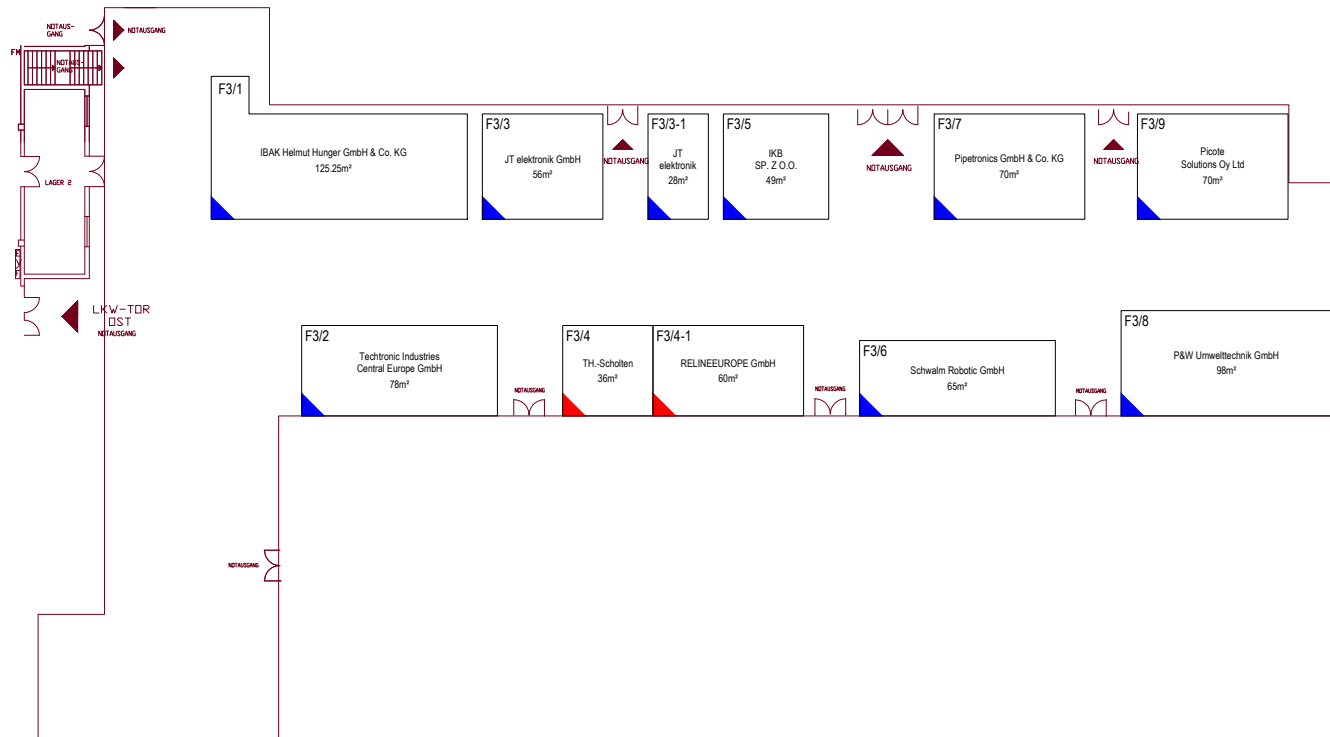 NOTAUS-
GANG
NOTAUSGANG
FM
NOTAUS-
GANG
LAGER 2
LKW-TOR
OST
NOTAUSGANG
F3/1
IBAK Helmut Hunger GmbH & Co. KG
125.25m²
F3/3
JT elektronik GmbH
56m²
NOTAUSGANG
F3/3-1
JT
elektronik
28m²
F3/5
IKB
SP. Z O.O.
49m²
NOTAUSGANG
F3/7
Pipetronics GmbH & Co. KG
70m²
NOTAUSGANG
F3/9
Picote
Solutions Oy Ltd
70m²
F3/2
Techtronic Industries
Central Europe GmbH
78m²
NOTAUSGANG
F3/4
TH.-Scholten
36m²
F3/4-1
RELINEEUROPE GmbH
60m²
NOTAUSGANG
F3/6
Schwalm Robotic GmbH
65m²
NOTAUSGANG
F3/8
P&W Umwelttechnik GmbH
98m²
NOTAUSGANG